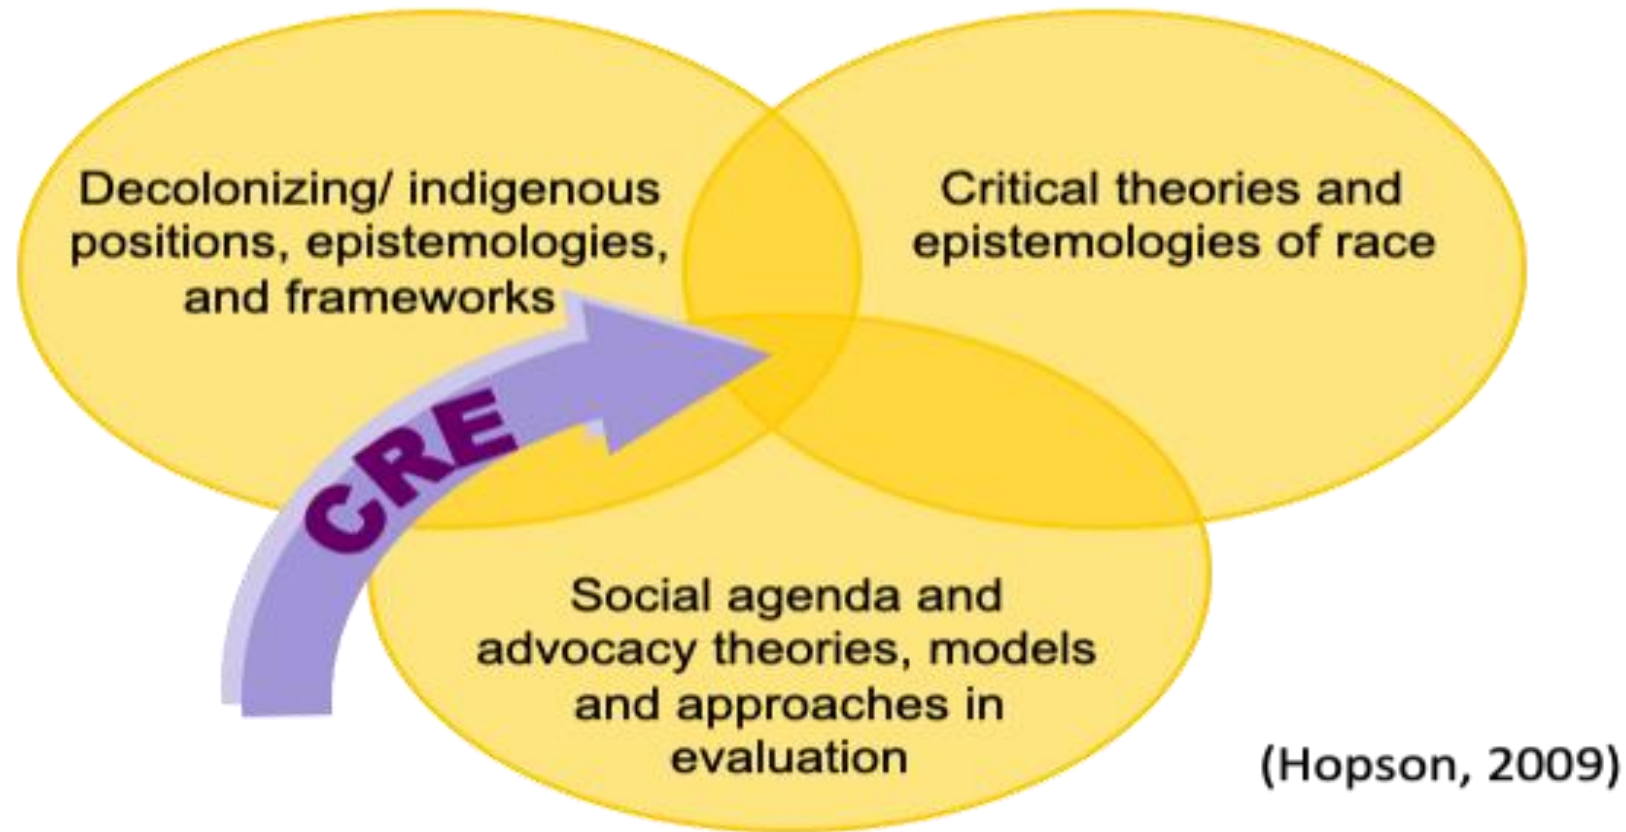 Decolonizing/ indigenous
positions, epistemologies,
and frameworks
Critical theories and
epistemologies of race
CRE
Social agenda and
advocacy theories, models
and approaches in
evaluation
(Hopson, 2009)